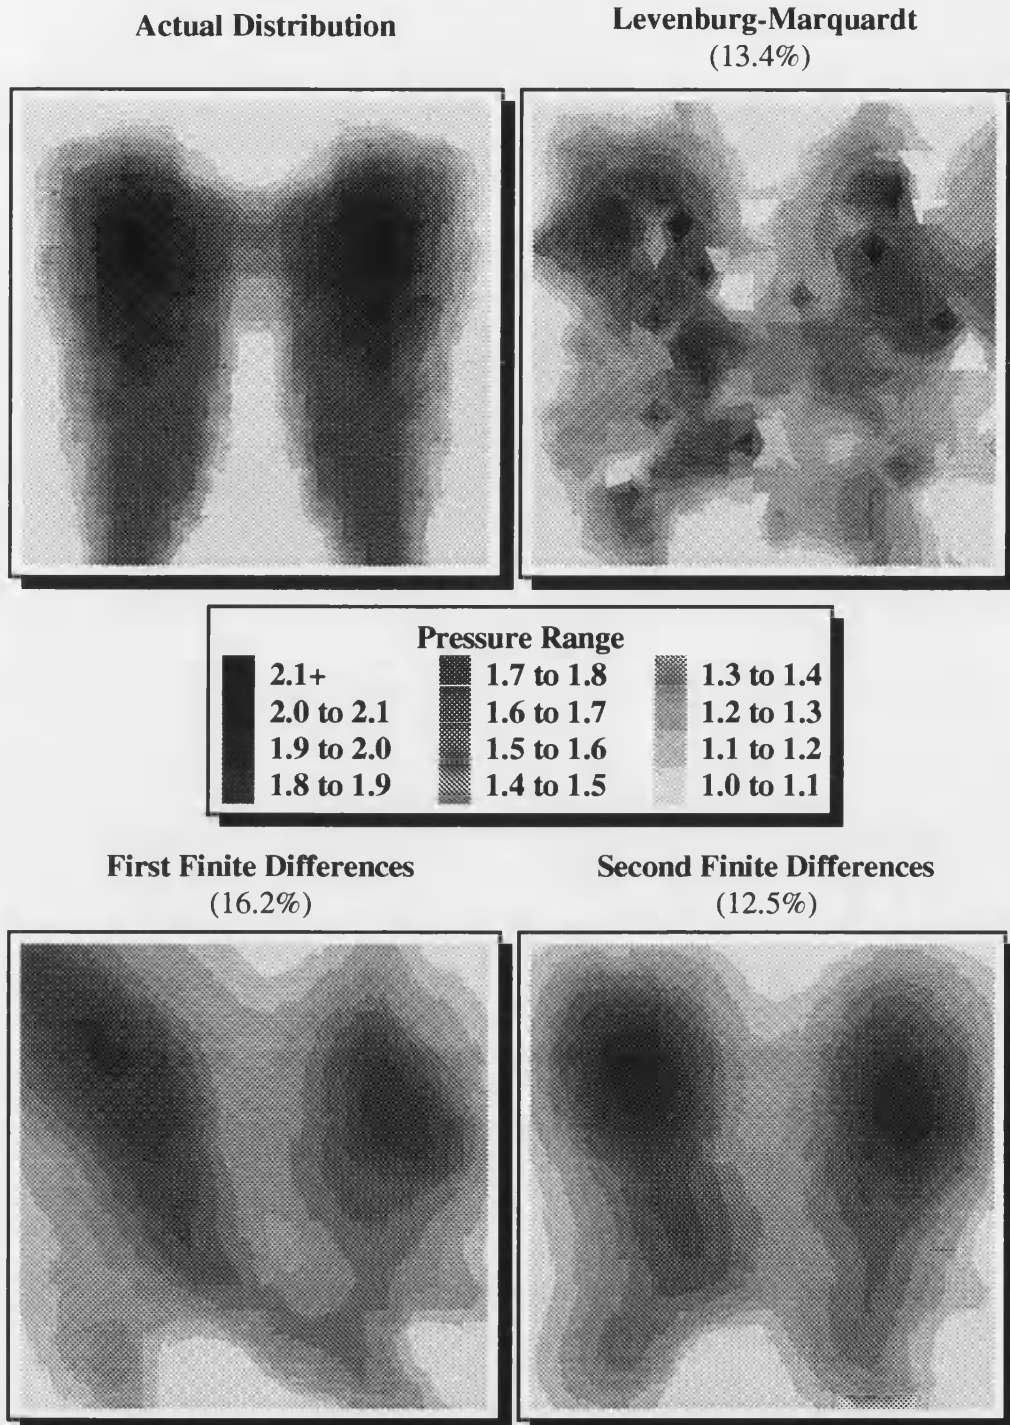 Actual Distribution
Levenburg-Marquardt
(13.4%)
Pressure Range
2.1+
2.0 to 2.1
1.9 to 2.0
1.8 to 1.9
1.7 to 1.8
1.6 to 1.7
1.5 to 1.6
1.4 to 1.5
1.3 to 1.4
1.2 to 1.3
1.1 to 1.2
1.0 to 1.1
First Finite Differences
(16.2%)
Second Finite Differences
(12.5%)